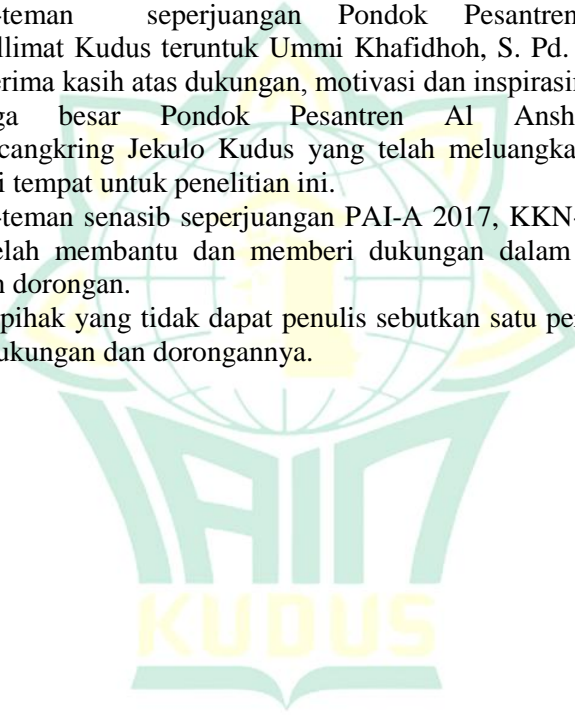 -teman seperjuangan Pondok Pesantren
llimat Kudus teruntuk Ummi Khafidhoh, S. Pd.
erima kasih atas dukungan, motivasi dan inspirasin
ga besar Pondok Pesantren Al Ansh
cangkring Jekulo Kudus yang telah meluangka
i tempat untuk penelitian ini.
-teman senasib seperjuangan PAI-A 2017, KKN-
elah membantu dan memberi dukungan dalam
n dorongan.
pihak yang tidak dapat penulis sebutkan satu per
ukungan dan dorongannya.
IAIN
KUDUS